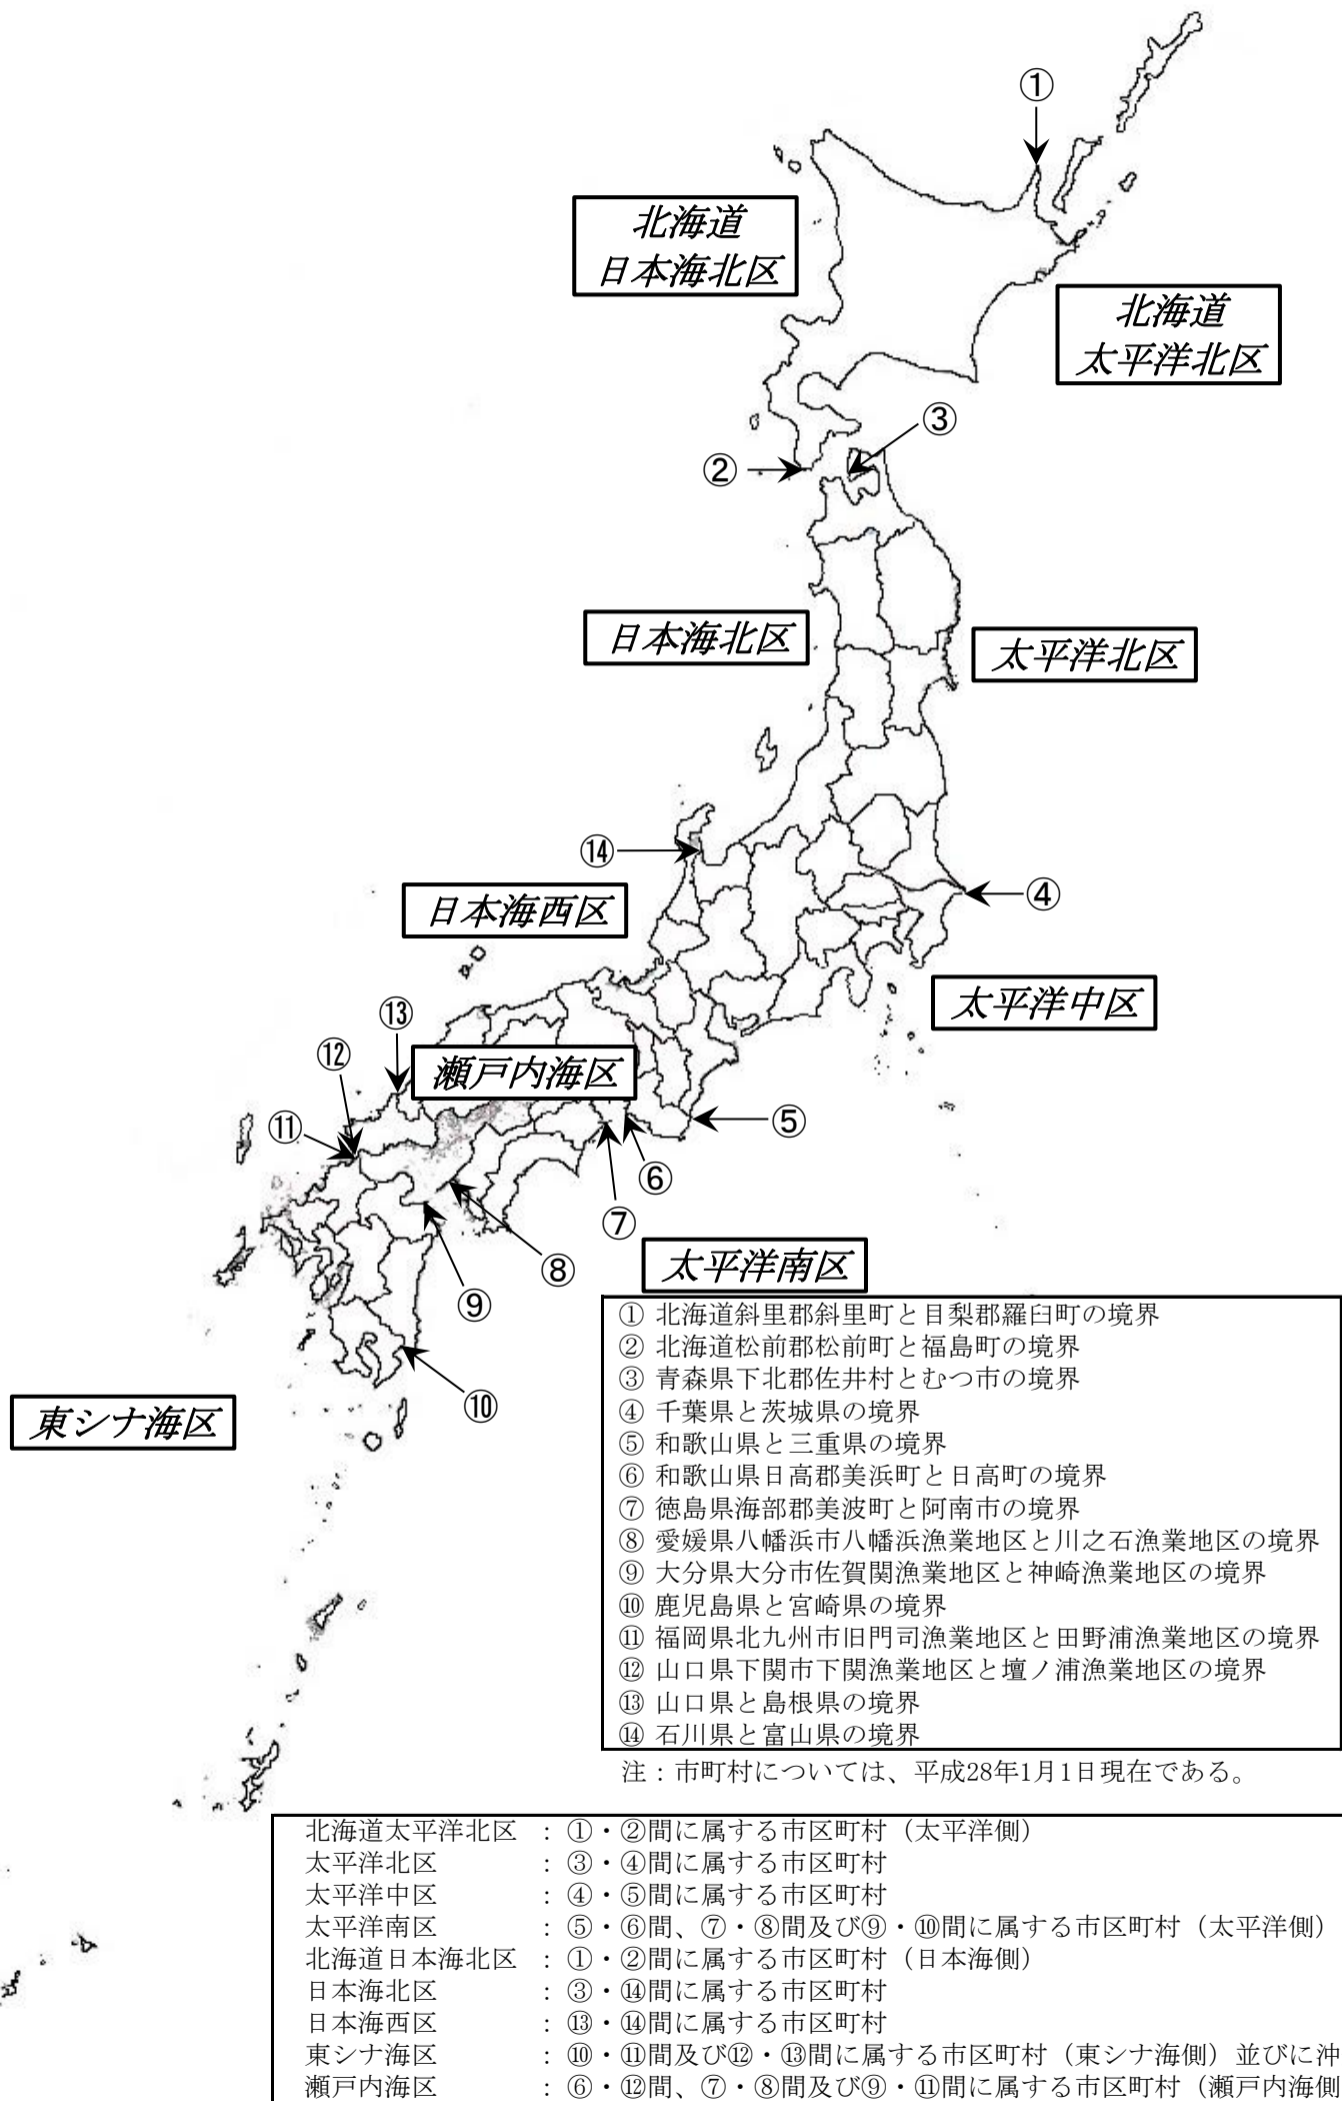 ①
北海道
日本海北区
北海道
太平洋北区
③
②
日本海北区
太平洋北区
⑭
④
日本海西区
太平洋中区
⑬
⑫
瀬戸内海区
⑪
⑤
⑥
⑦
⑧
太平洋南区
⑨
⑩
東シナ海区
① 北海道斜里郡斜里町と目梨郡羅臼町の境界
② 北海道松前郡松前町と福島町の境界
③ 青森県下北郡佐井村とむつ市の境界
④ 千葉県と茨城県の境界
⑤ 和歌山県と三重県の境界
⑥ 和歌山県日高郡美浜町と日高町の境界
⑦ 徳島県海部郡美波町と阿南市の境界
⑧ 愛媛県八幡浜市八幡浜漁業地区と川之石漁業地区の境界
⑨ 大分県大分市佐賀関漁業地区と神崎漁業地区の境界
⑩ 鹿児島県と宮崎県の境界
⑪ 福岡県北九州市旧門司漁業地区と田野浦漁業地区の境界
⑫ 山口県下関市下関漁業地区と壇ノ浦漁業地区の境界
⑬ 山口県と島根県の境界
⑭ 石川県と富山県の境界
注：市町村については、平成28年1月1日現在である。
北海道太平洋北区 ： ①・②間に属する市区町村（太平洋側）
太平洋北区 ： ③・④間に属する市区町村
太平洋中区 ： ④・⑤間に属する市区町村
太平洋南区 ： ⑤・⑥間、⑦・⑧間及び⑨・⑩間に属する市区町村（太平洋側）
北海道日本海北区 ： ①・②間に属する市区町村（日本海側）
日本海北区 ： ③・⑭間に属する市区町村
日本海西区 ： ⑬・⑭間に属する市区町村
東シナ海区 ： ⑩・⑪間及び⑫・⑬間に属する市区町村（東シナ海側）並びに沖
瀬戸内海区 ： ⑥・⑫間、⑦・⑧間及び⑨・⑪間に属する市区町村（瀬戸内海側